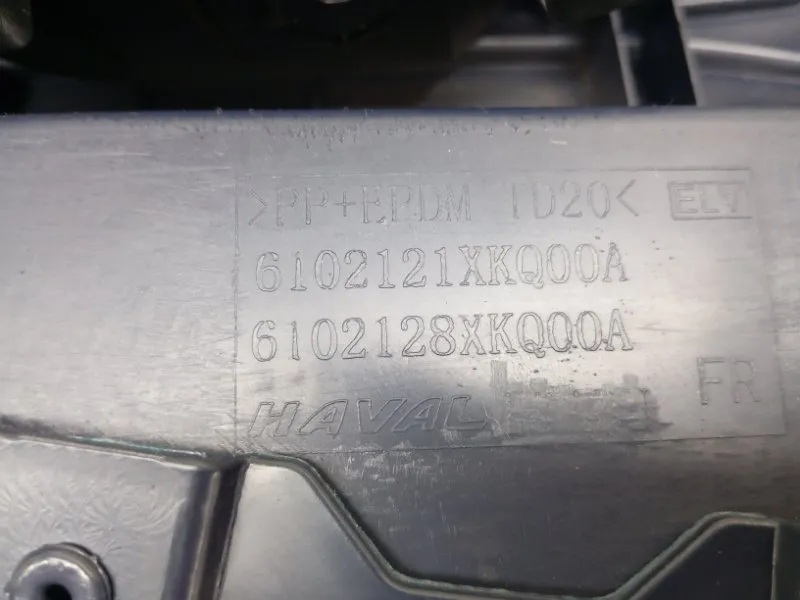 >PP+EPDM TD20< ELV
6102121XKQ00A
6102128XKQ00A
HAVAL FR